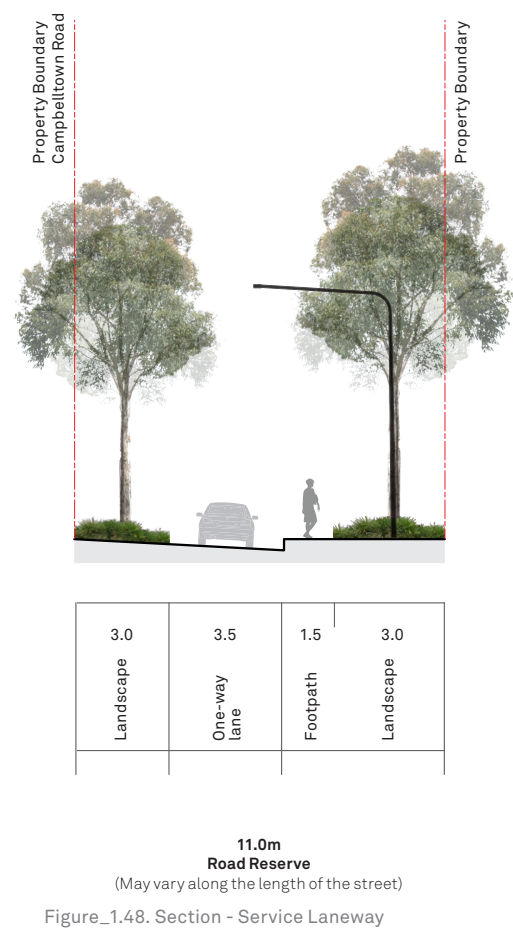 Property Boundary
Campbelltown Road
Property Boundary
3.0
3.5
1.5
3.0
Landscape
One-way
lane
Footpath
Landscape
11.0m
Road Reserve
(May vary along the length of the street)
Figure_1.48. Section - Service Laneway